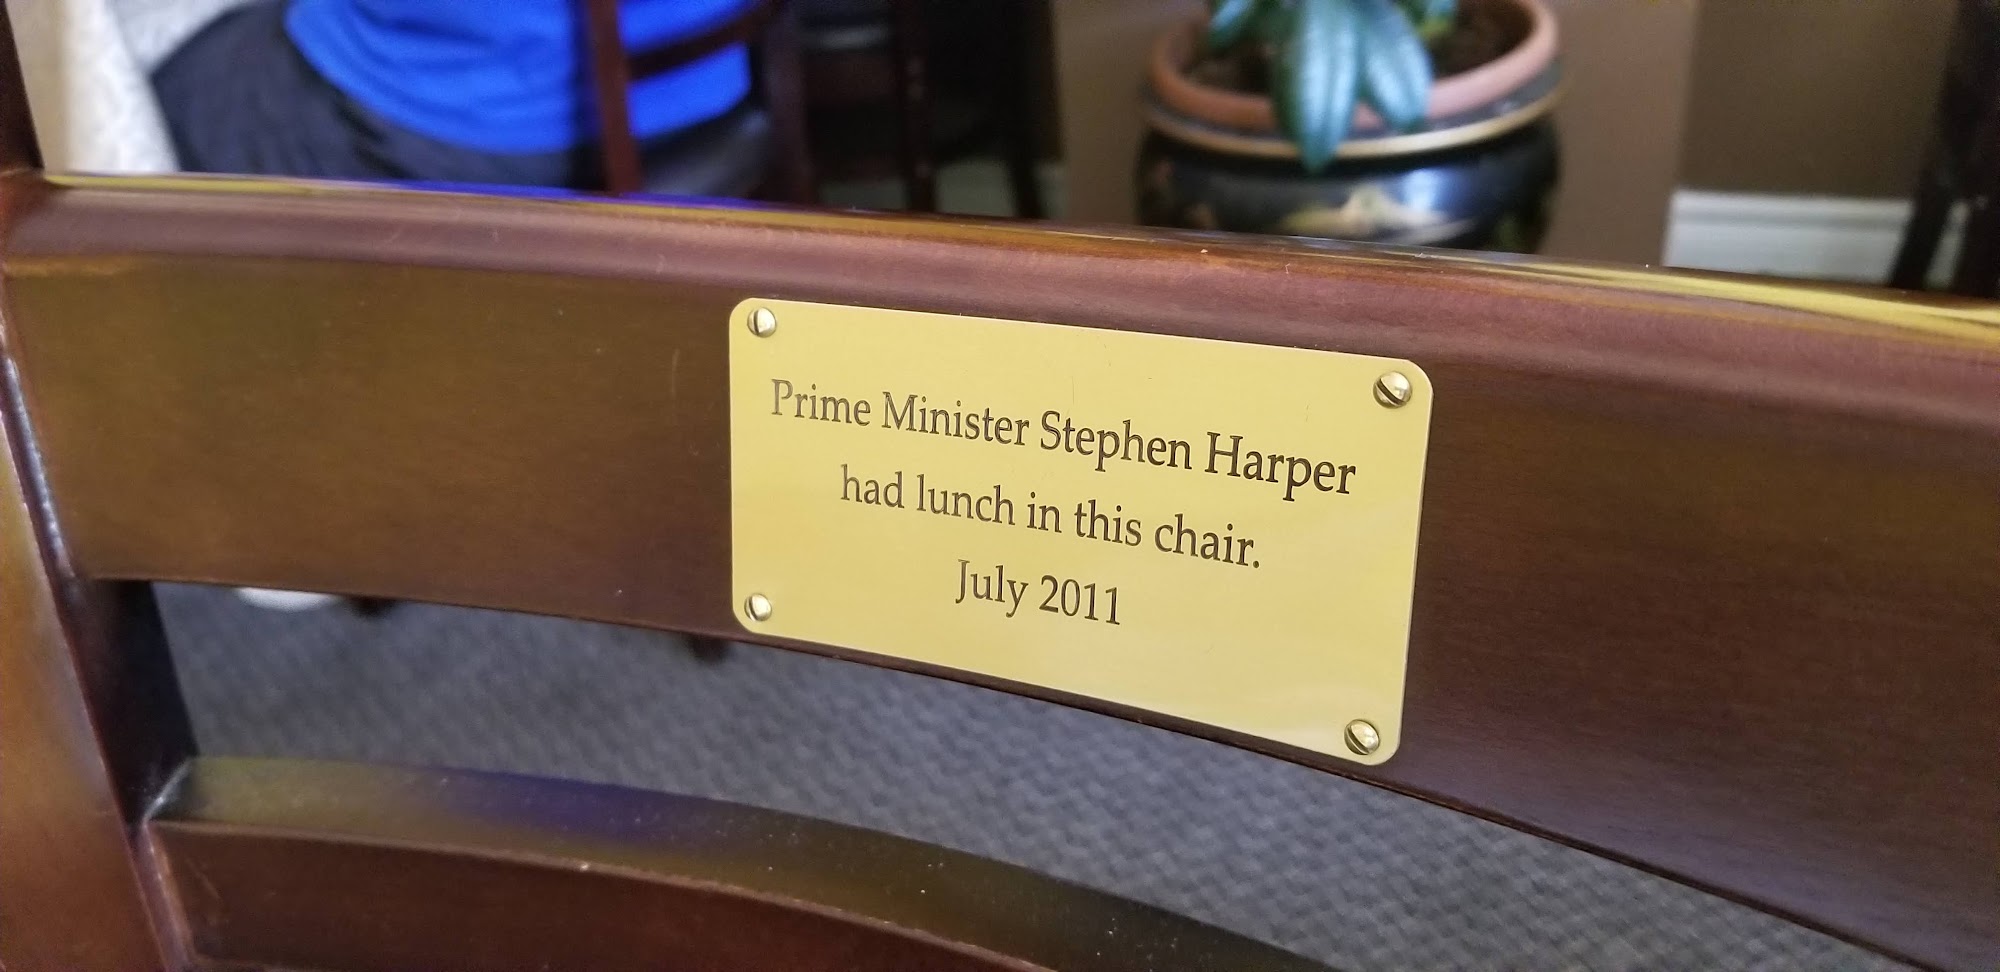 Prime Minister Stephen Harper
had lunch in this chair.
July 2011